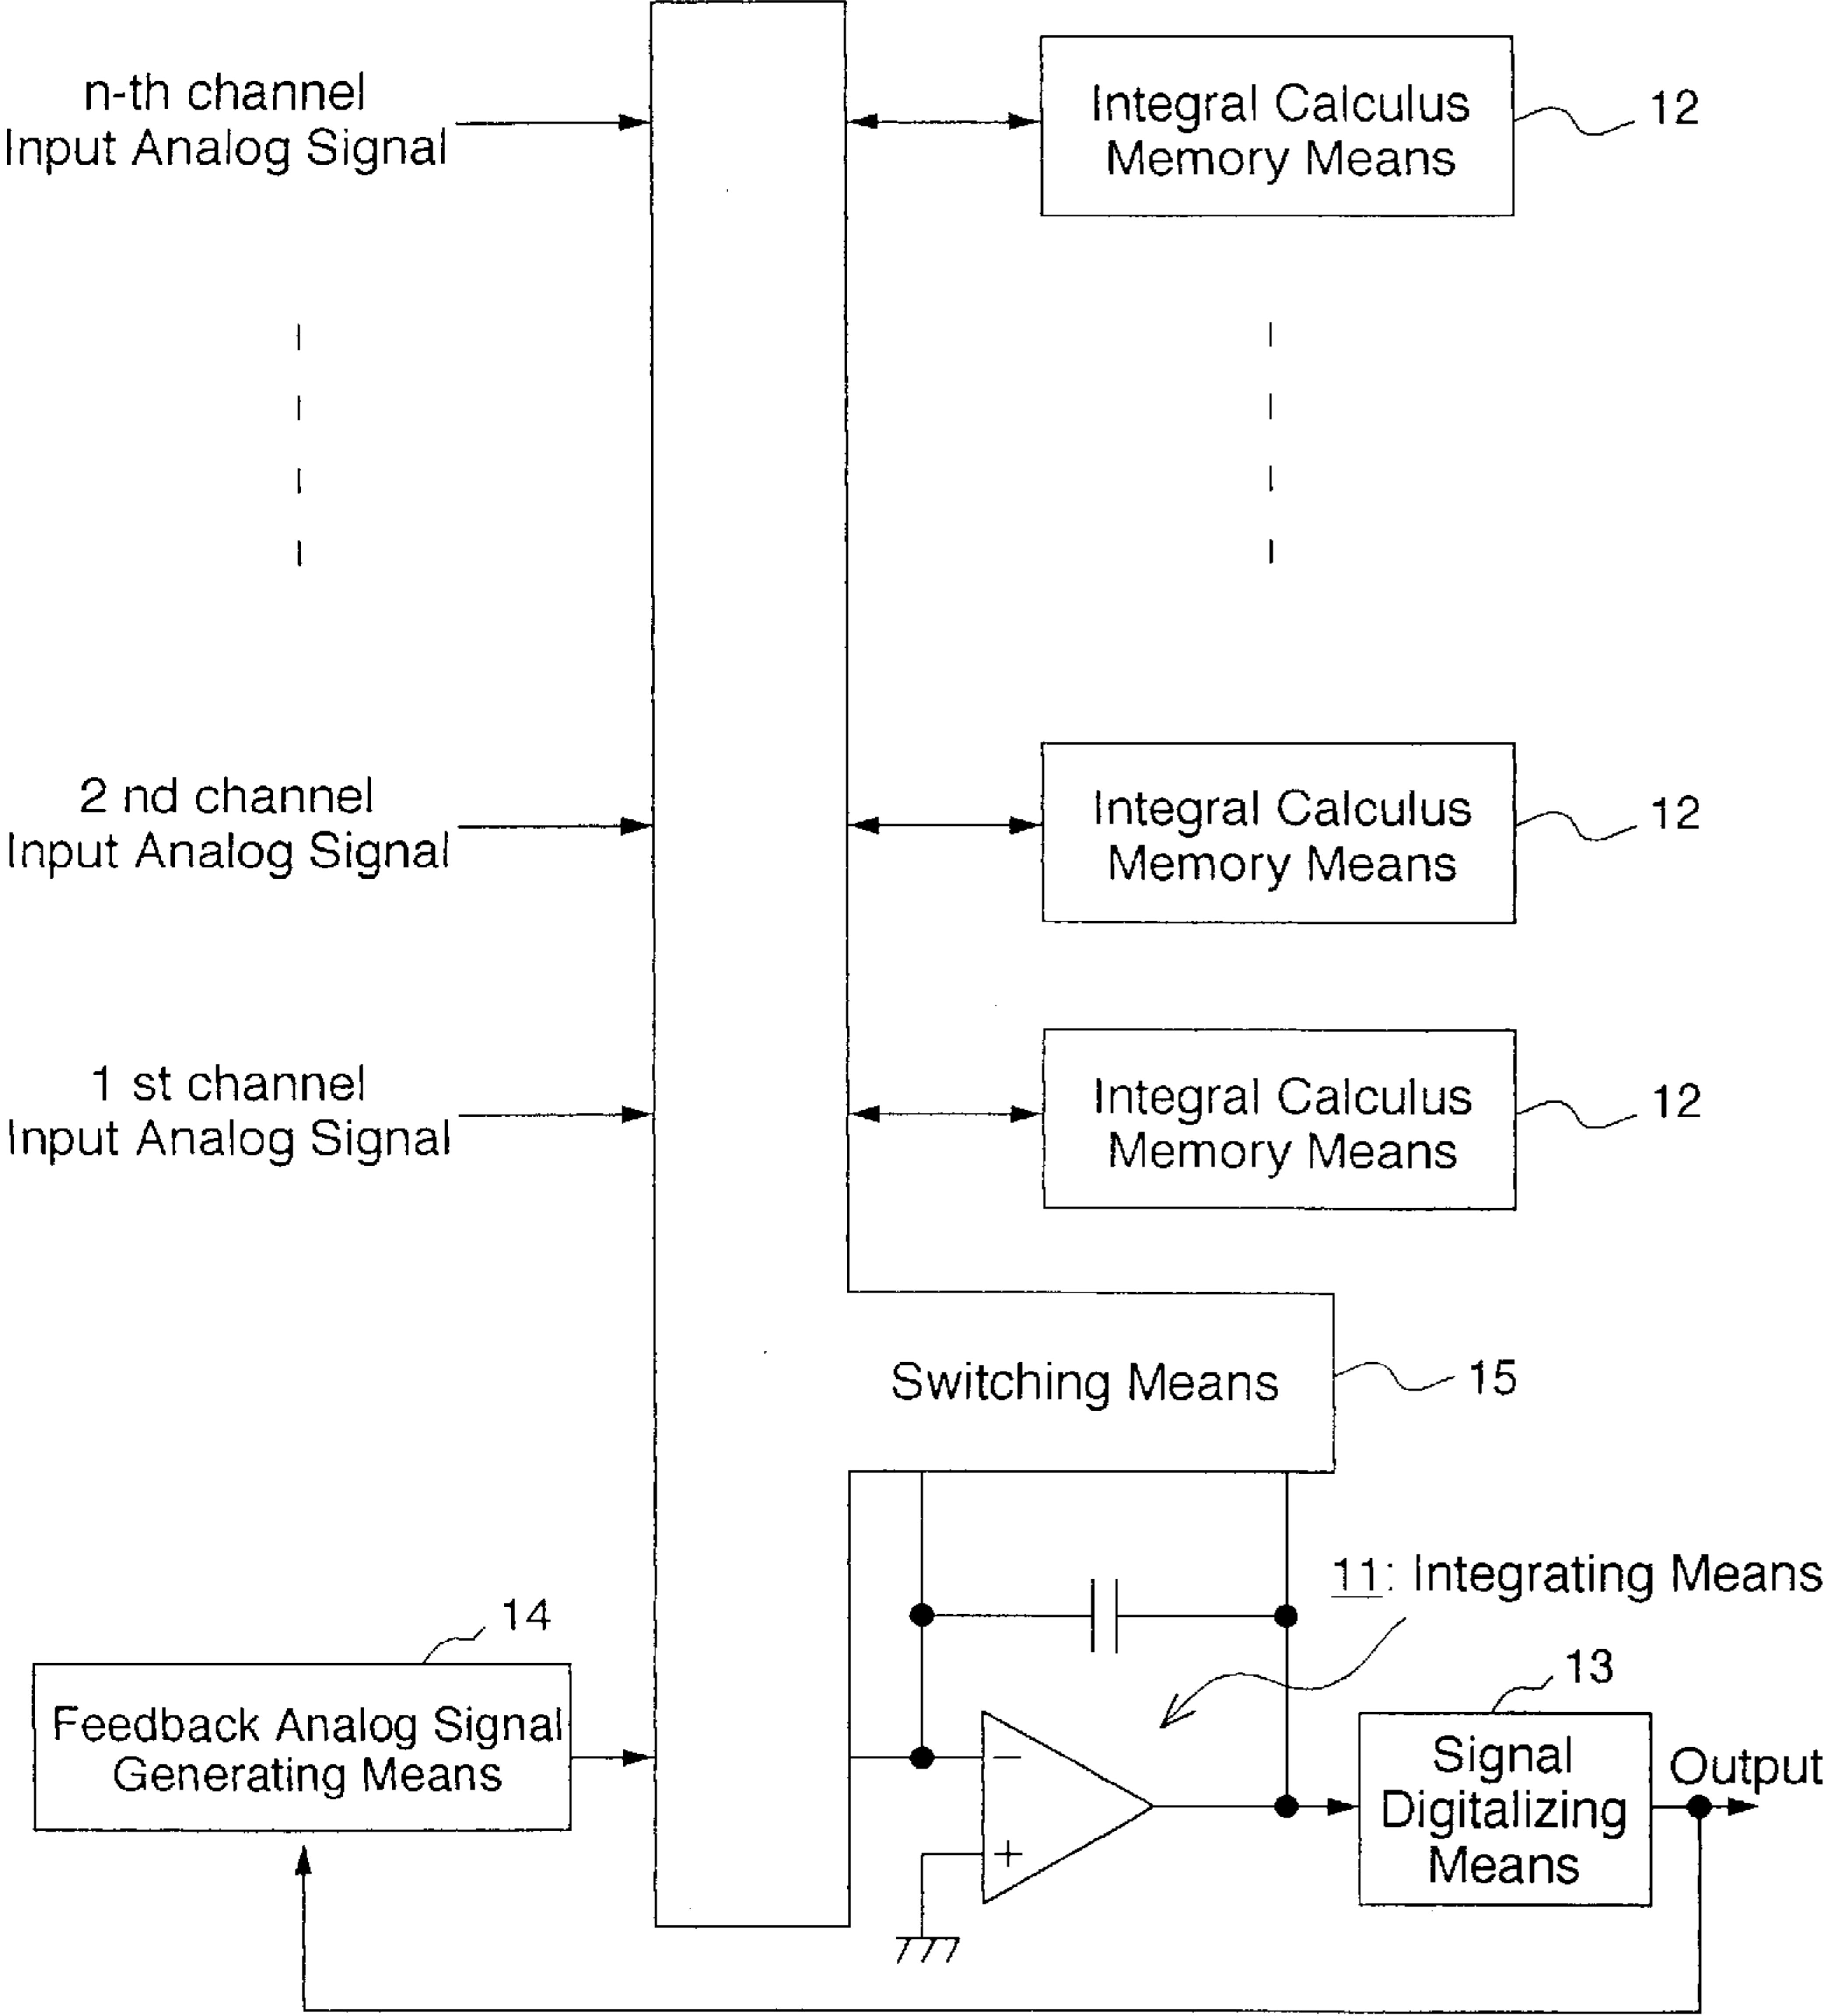 n-th channel
Input Analog Signal
Integral Calculus
Memory Means
12
2 nd channel
Input Analog Signal
Integral Calculus
Memory Means
12
1 st channel
Input Analog Signal
Integral Calculus
Memory Means
12
Switching Means
15
11: Integrating Means
14
Feedback Analog Signal
Generating Means
−
+
13
Signal
Digitalizing
Means
Output